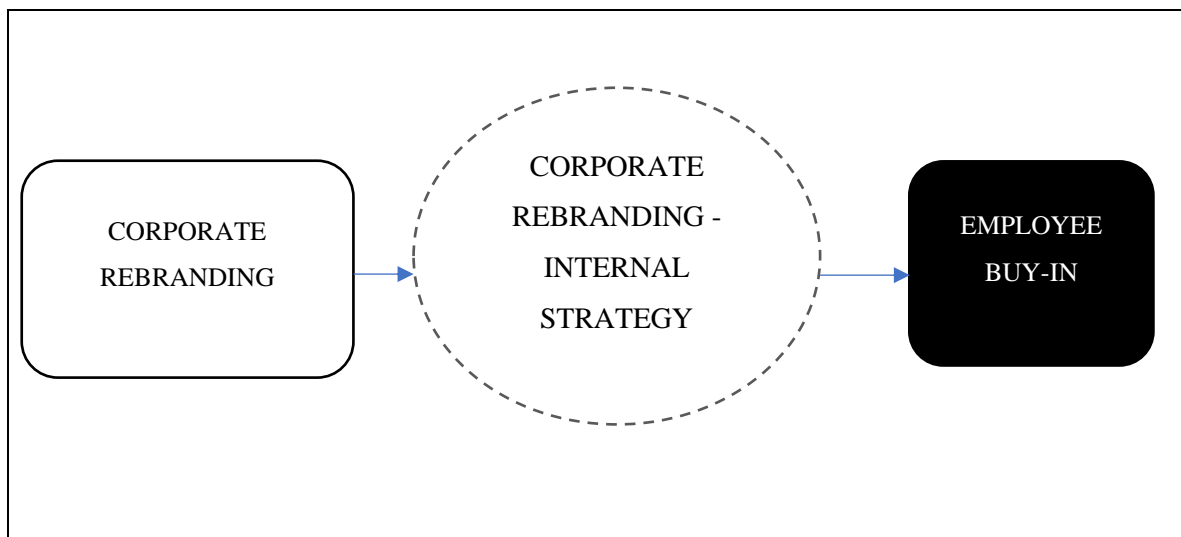 CORPORATE
REBRANDING
CORPORATE
REBRANDING -
INTERNAL
STRATEGY
EMPLOYEE
BUY-IN